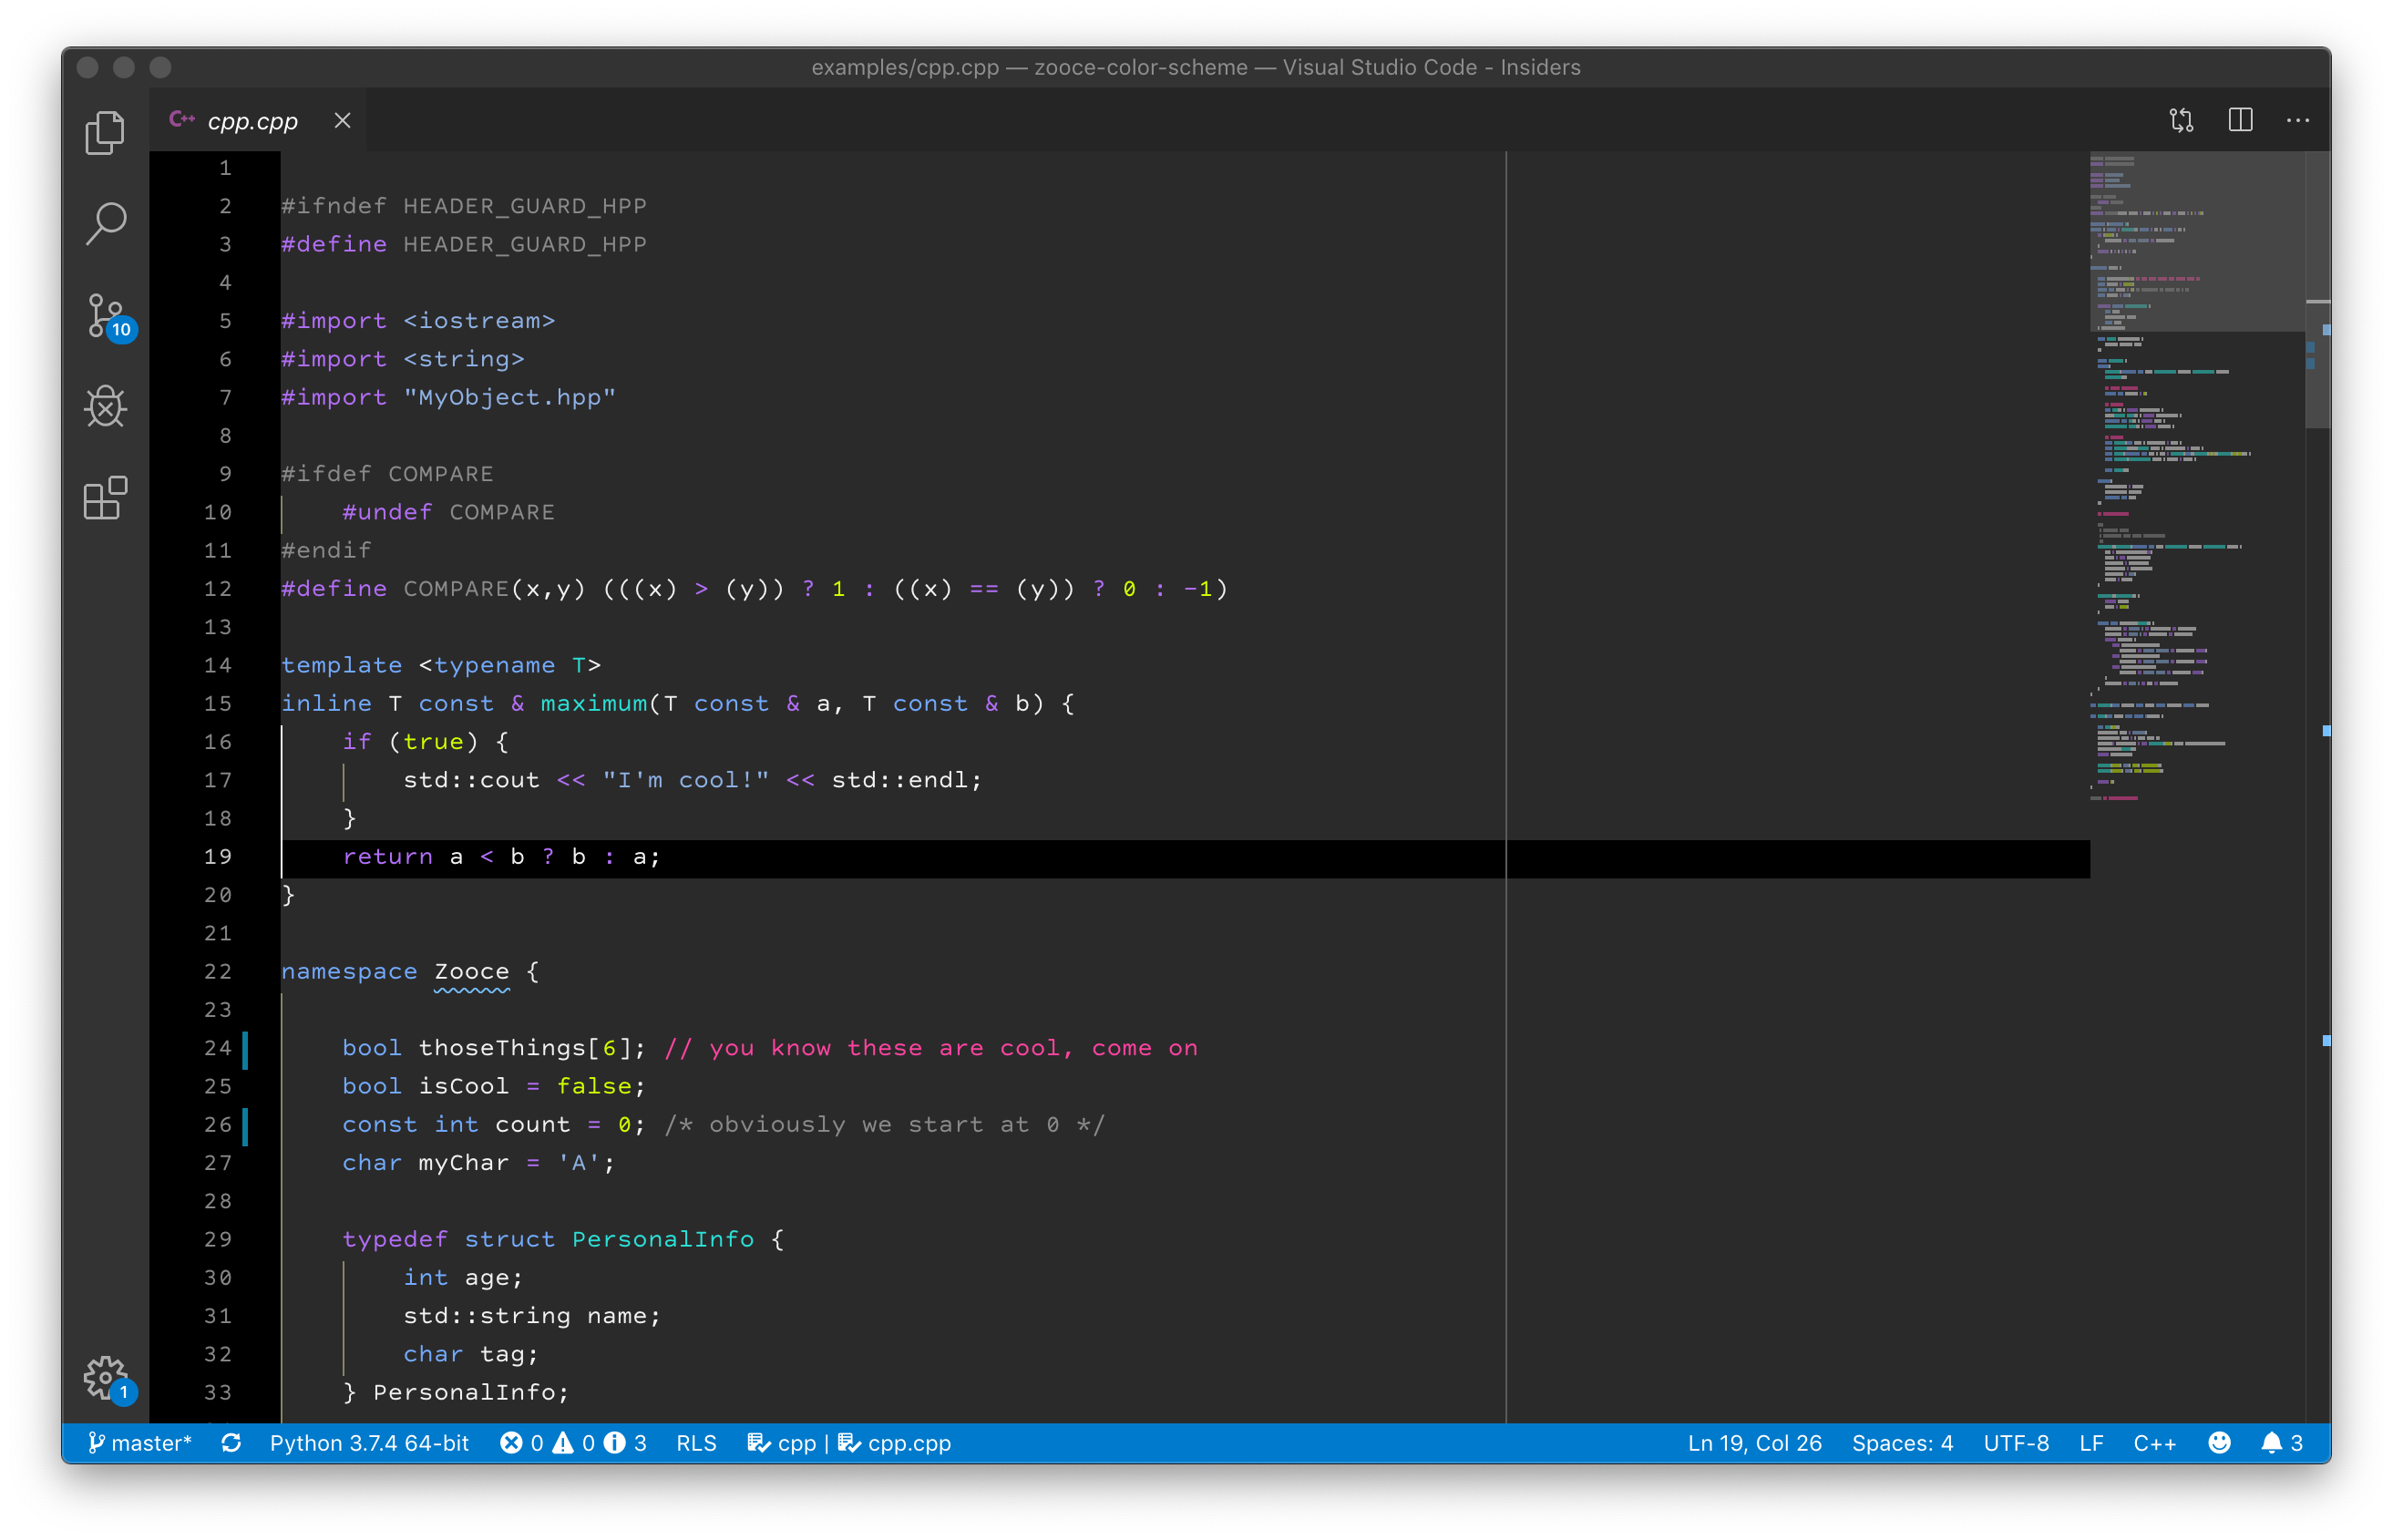 examples/cpp.cpp — zooce-color-scheme — Visual Studio Code - Insiders
C++ cpp.cpp
1
2 #ifndef HEADER_GUARD_HPP
3 #define HEADER_GUARD_HPP
4
5 #import <iostream>
6 #import <string>
7 #import "MyObject.hpp"
8
9 #ifdef COMPARE
10 #undef COMPARE
11 #endif
12 #define COMPARE(x,y) (((x) > (y)) ? 1 : ((x) == (y)) ? 0 : -1)
13
14 template <typename T>
15 inline T const & maximum(T const & a, T const & b) {
16 if (true) {
17 std::cout << "I'm cool!" << std::endl;
18 }
19 return a < b ? b : a;
20 }
21
22 namespace Zooce {
23
24 bool thoseThings[6]; // you know these are cool, come on
25 bool isCool = false;
26 const int count = 0; /* obviously we start at 0 */
27 char myChar = 'A';
28
29 typedef struct PersonalInfo {
30 int age;
31 std::string name;
32 char tag;
33 } PersonalInfo;
10
1
master* Python 3.7.4 64-bit 0 0 3 RLS cpp | cpp.cpp Ln 19, Col 26 Spaces: 4 UTF-8 LF C++ 3